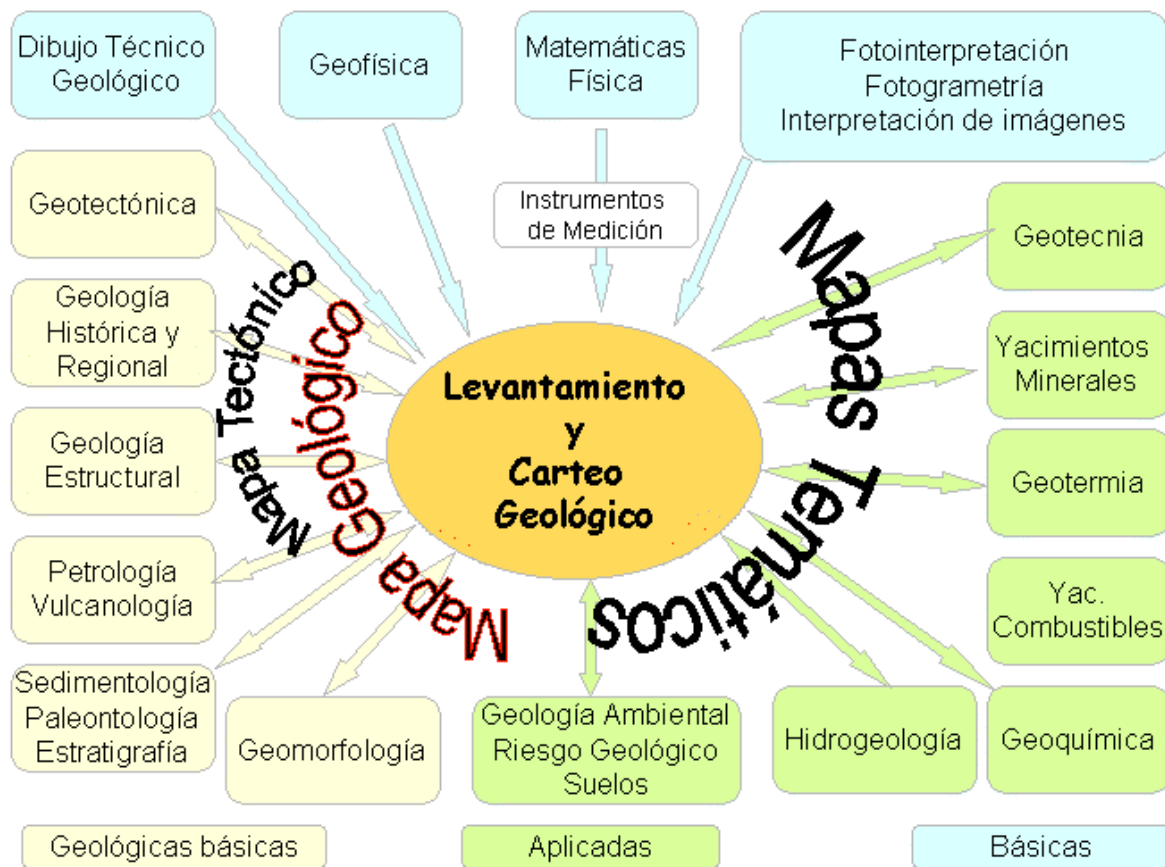 Dibujo Técnico
Geológico
Geofísica
Matemáticas
Física
Fotointerpretación
Fotogrametría
Interpretación de imágenes
Instrumentos
de Medición
Geotectónica
Geología
Histórica y
Regional
Geología
Estructural
Petrología
Vulcanología
Sedimentología
Paleontología
Estratigrafía
Geomorfología
Mapa Tectónico
Mapa Geológico
Levantamiento
y
Carteo
Geológico
Mapas Temáticos
Geotecnia
Yacimientos
Minerales
Geotermia
Yac.
Combustibles
Geología Ambiental
Riesgo Geológico
Suelos
Hidrogeología
Geoquímica
Geológicas básicas
Aplicadas
Básicas